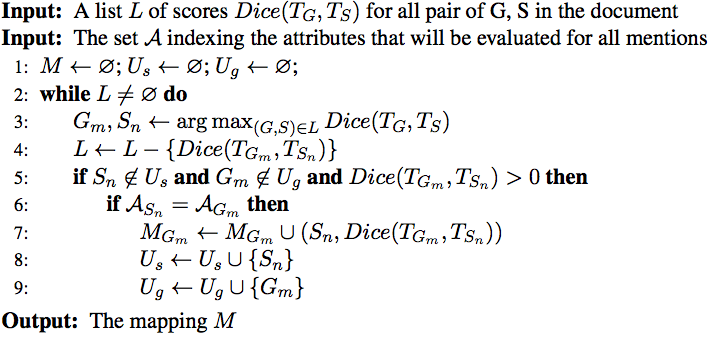 Input: A list L of scores Dice(T_G, T_S) for all pair of G, S in the document
Input: The set 𝒜 indexing the attributes that will be evaluated for all mentions
1: M ← ∅; U_s ← ∅; U_g ← ∅;
2: while L ≠ ∅ do
3: G_m, S_n ← arg max_{(G,S)∈L} Dice(T_G, T_S)
4: L ← L − {Dice(T_{G_m}, T_{S_n})}
5: if S_n ∉ U_s and G_m ∉ U_g and Dice(T_{G_m}, T_{S_n}) > 0 then
6: if 𝒜_{S_n} = 𝒜_{G_m} then
7: M_{G_m} ← M_{G_m} ∪ (S_n, Dice(T_{G_m}, T_{S_n}))
8: U_s ← U_s ∪ {S_n}
9: U_g ← U_g ∪ {G_m}
Output: The mapping M